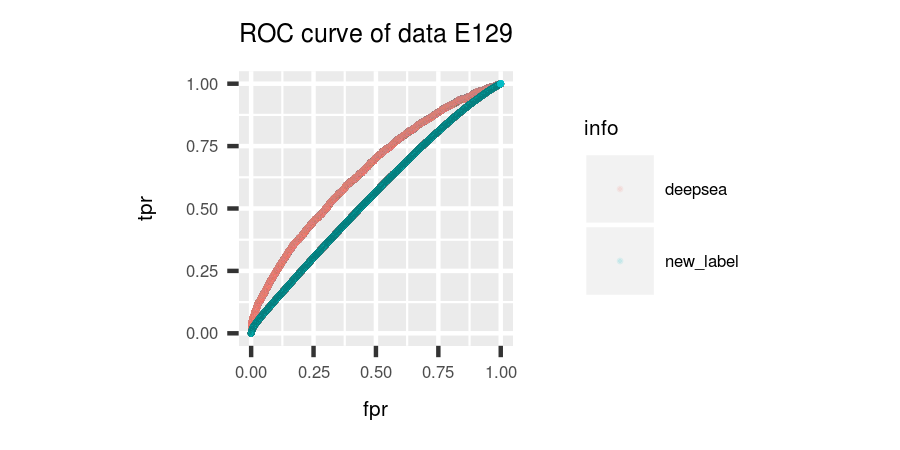 ROC curve of data E129
1.00
0.75
0.50
0.25
0.00
tpr
0.00 0.25 0.50 0.75 1.00
fpr
info
deepsea
new_label